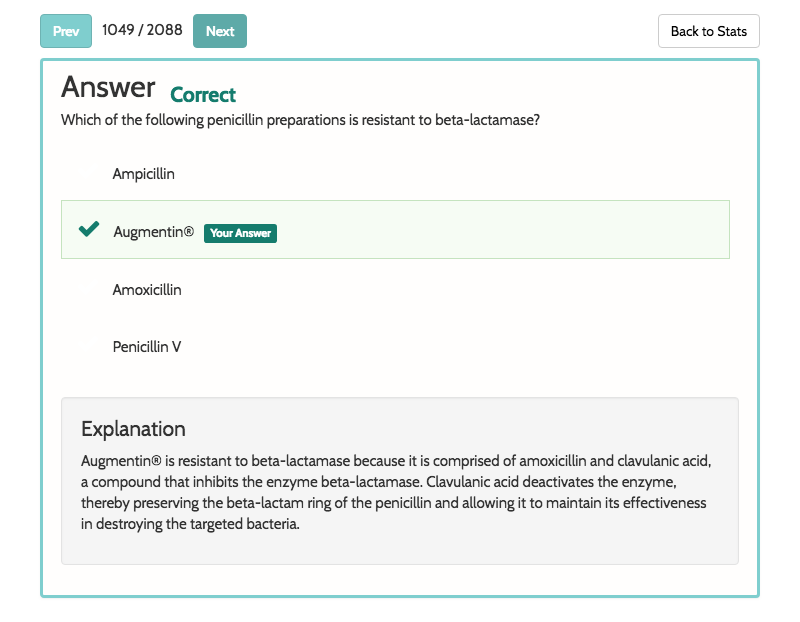 Prev 1049 / 2088 Next Back to Stats
Answer Correct
Which of the following penicillin preparations is resistant to beta-lactamase?
Ampicillin
Augmentin® Your Answer
Amoxicillin
Penicillin V
Explanation
Augmentin® is resistant to beta-lactamase because it is comprised of amoxicillin and clavulanic acid,
a compound that inhibits the enzyme beta-lactamase. Clavulanic acid deactivates the enzyme,
thereby preserving the beta-lactam ring of the penicillin and allowing it to maintain its effectiveness
in destroying the targeted bacteria.